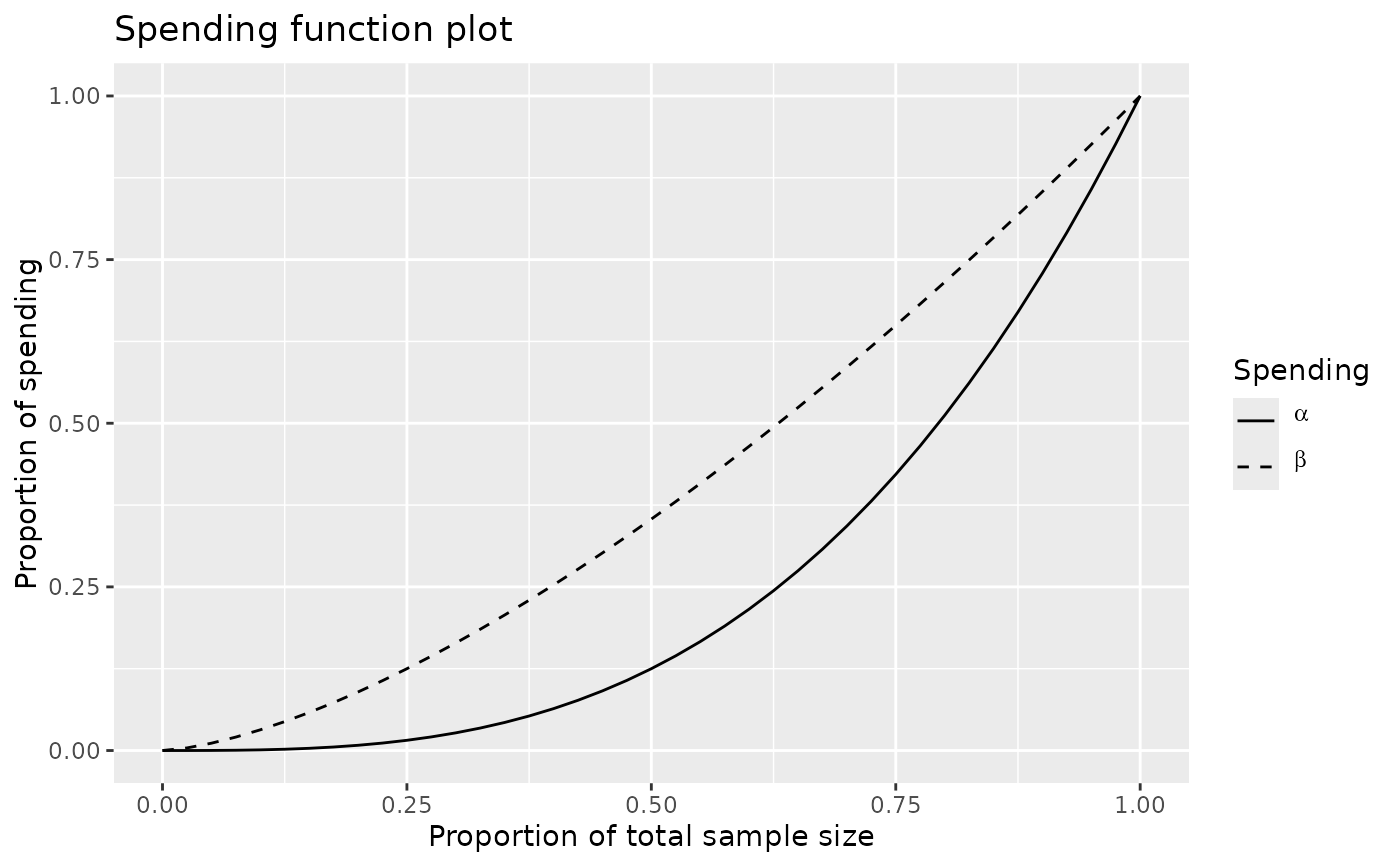 Spending function plot
1.00
0.75
0.50
0.25
0.00
Proportion of spending
0.00 0.25 0.50 0.75 1.00
Proportion of total sample size
Spending
α
β